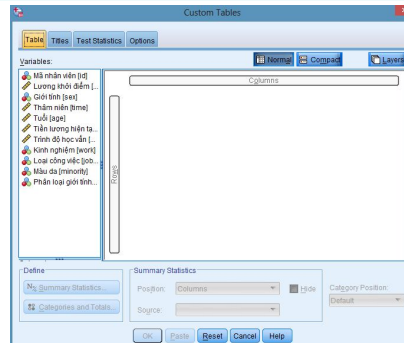 Custom Tables
Table Titles Test Statistics Options
Variables:
Normal Compact Layers
Mã nhân viên [id]
Lương khởi điểm [...
Giới tính [sex]
Thâm niên [time]
Tuổi [age]
Tiền lương hiện tạ...
Trình độ học vấn [...
Kinh nghiệm [work]
Loại công việc [job...
Màu da [minority]
Phân loại giới tính...
Columns
Rows
Define
N% Summary Statistics...
Categories and Totals...
Summary Statistics
Position: Columns Hide
Source:
Category Position:
Default
OK Paste Reset Cancel Help